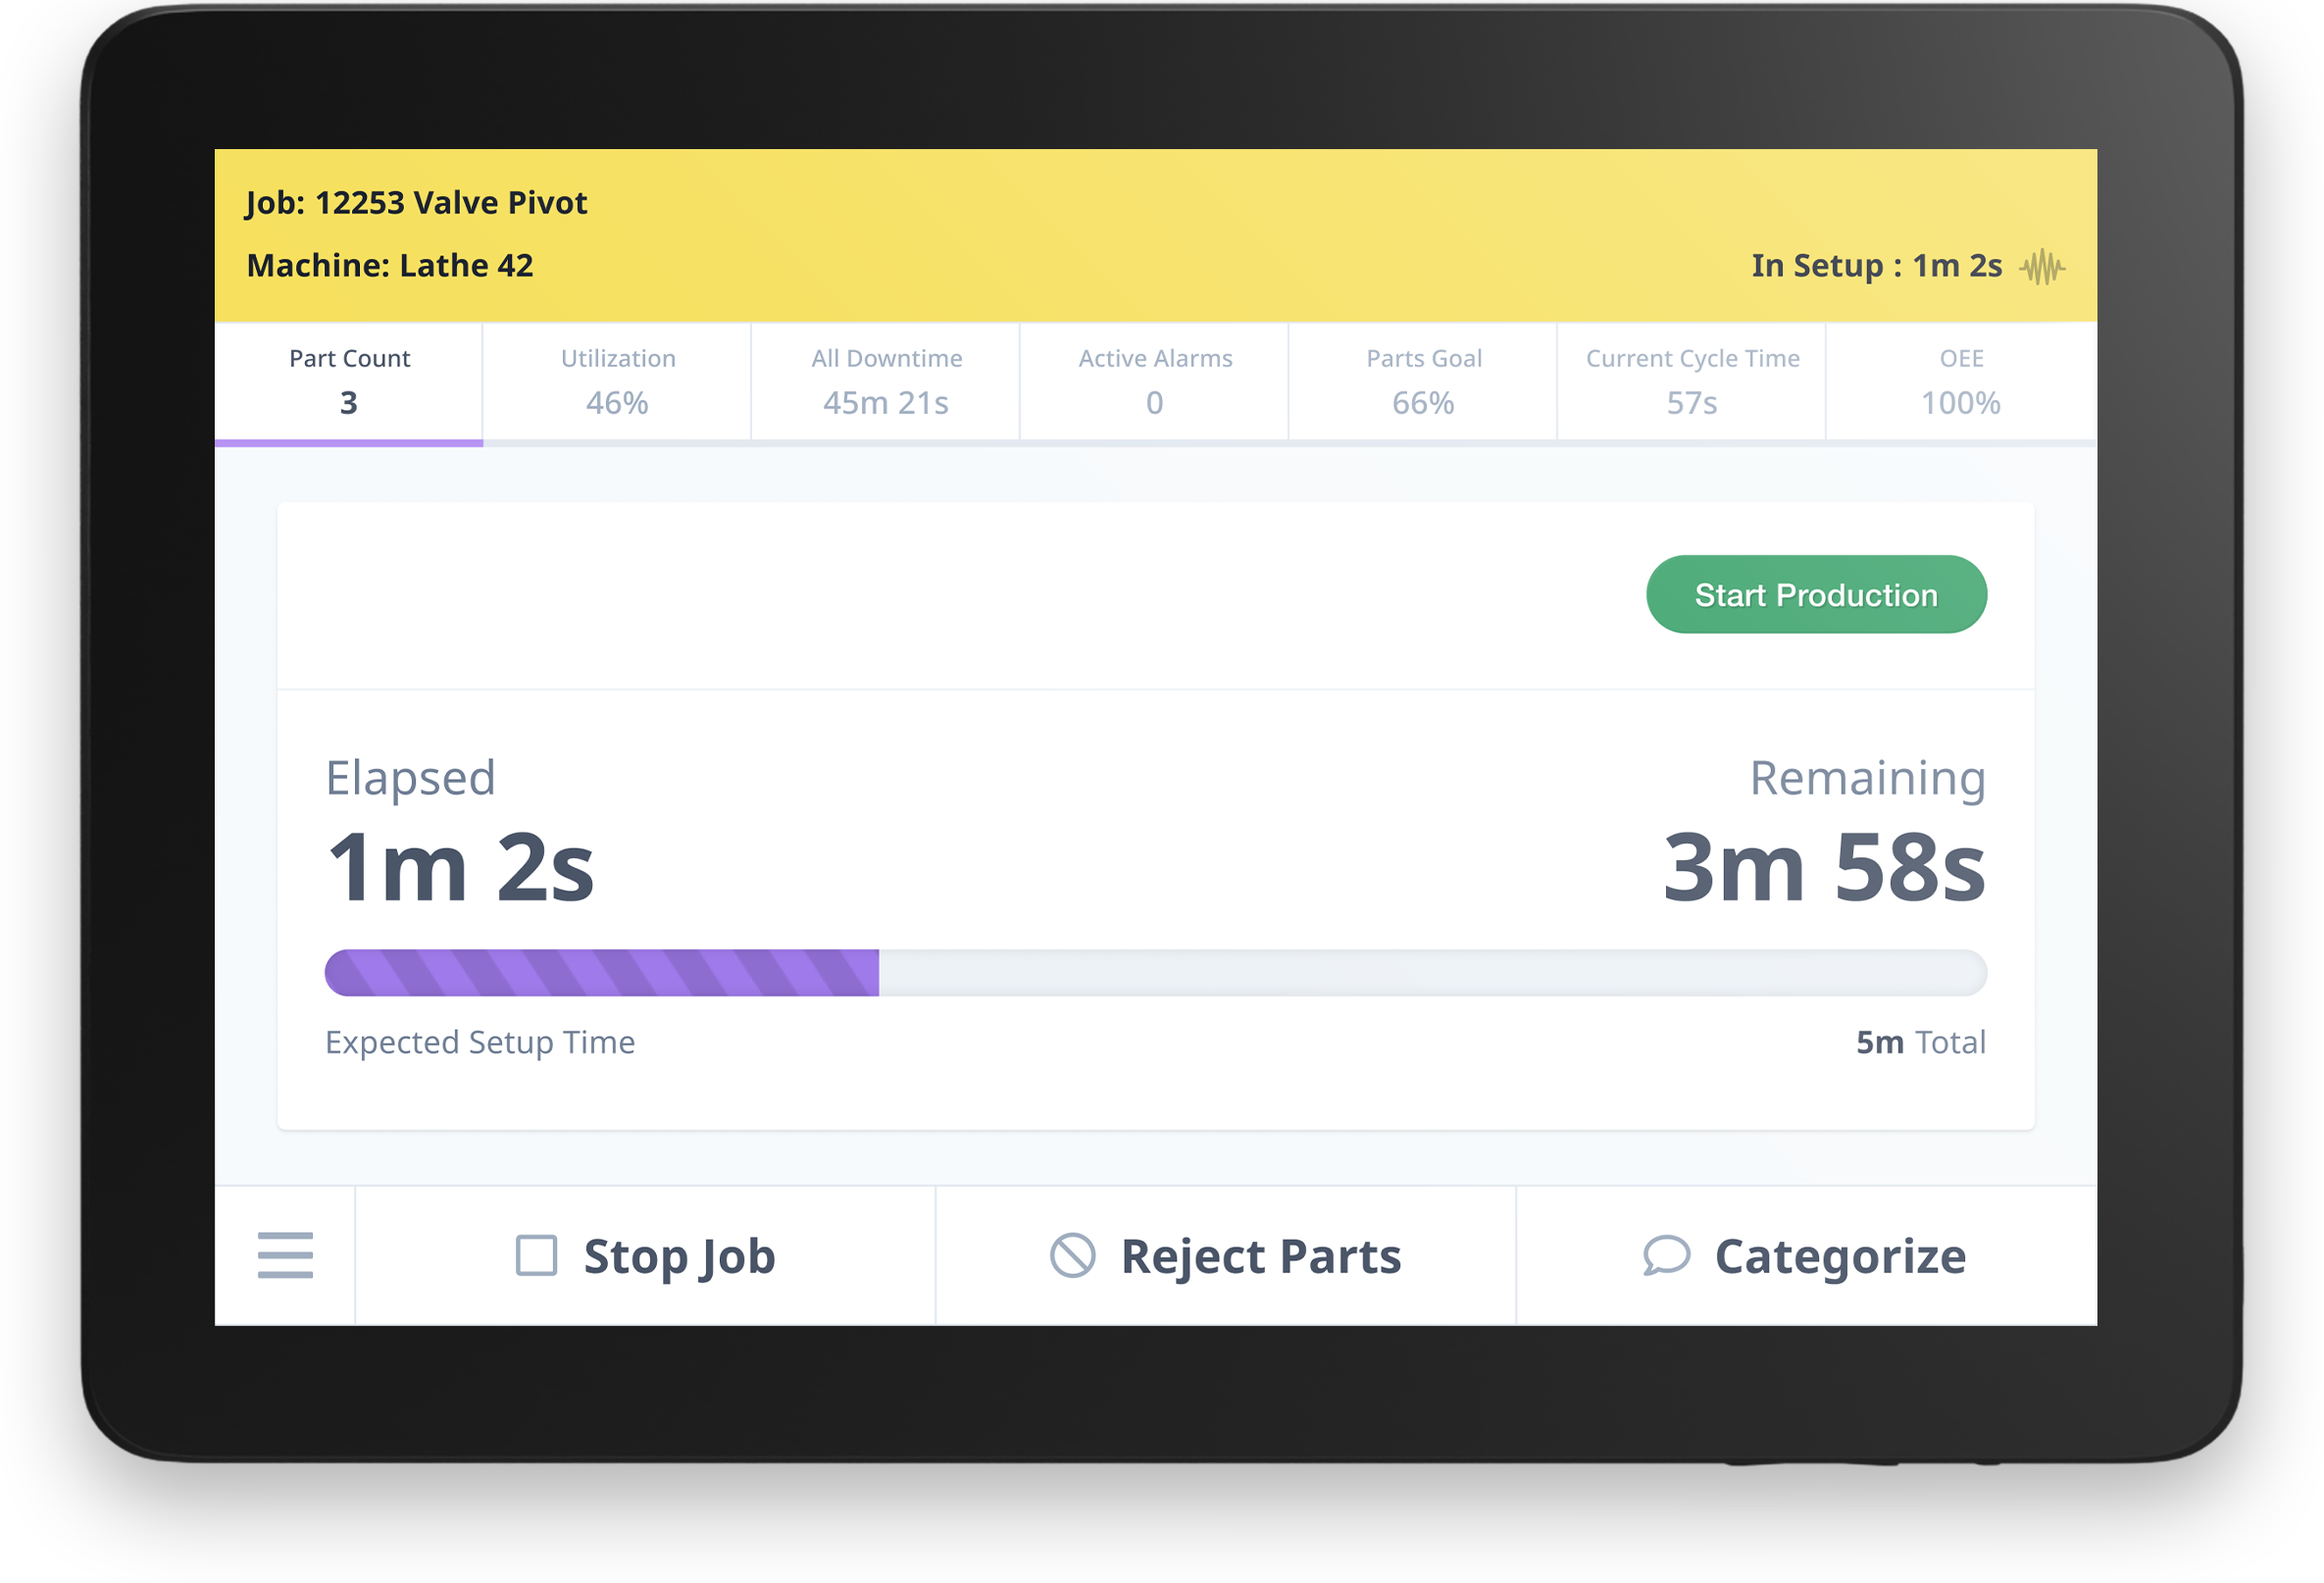 Job: 12253 Valve Pivot
Machine: Lathe 42
In Setup : 1m 2s
Part Count
3
Utilization
46%
All Downtime
45m 21s
Active Alarms
0
Parts Goal
66%
Current Cycle Time
57s
OEE
100%
Start Production
Elapsed
1m 2s
Remaining
3m 58s
Expected Setup Time
5m Total
Stop Job
Reject Parts
Categorize